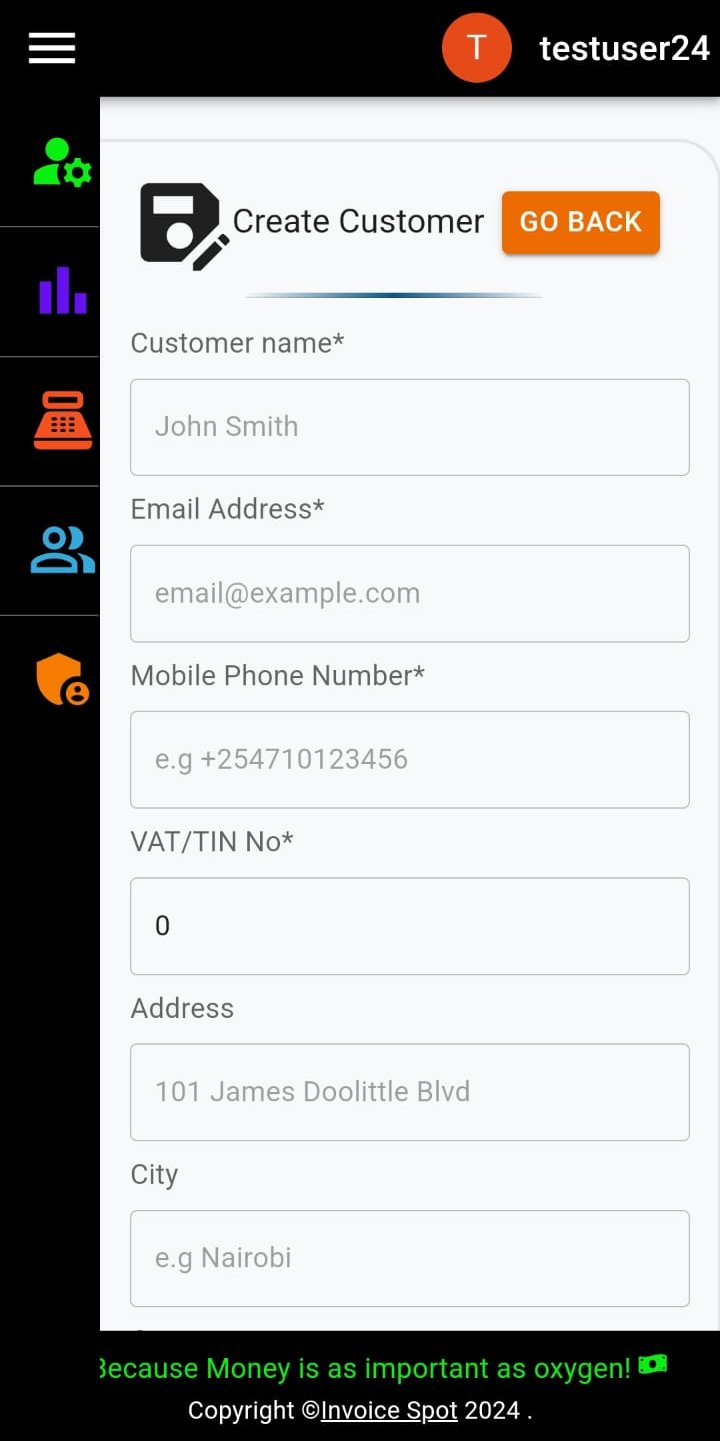 T testuser24
Create Customer GO BACK
Customer name*
John Smith
Email Address*
email@example.com
Mobile Phone Number*
e.g +254710123456
VAT/TIN No*
0
Address
101 James Doolittle Blvd
City
e.g Nairobi
Because Money is as important as oxygen!
Copyright ©Invoice Spot 2024 .